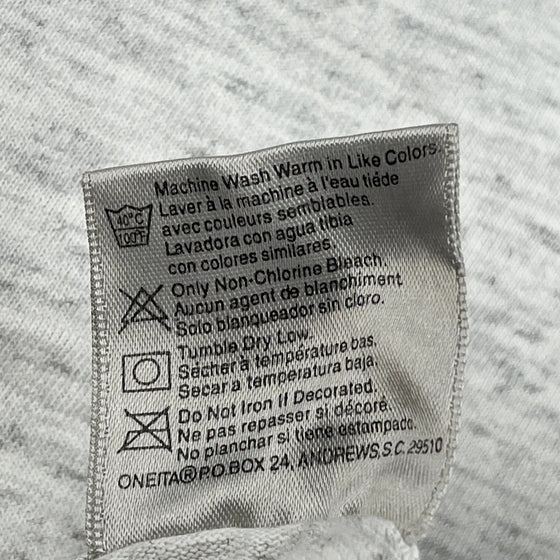 Machine Wash Warm in Like Colors.
Laver à la machine à l'eau tiéde
avec couleurs semblables.
Lavadora con agua tibia
con colores similares.
40°C
100°F
Only Non-Chlorine Bleach.
Aucun agent de blanchiment
Solo blanqueador sin cloro.
Tumble Dry Low.
Sécher à température bas.
Secar a temperatura baja.
Do Not Iron If Decorated.
Ne pas repasser si décoré.
No planchar si tiene estampado.
ONEITA®P.O.BOX 24, ANDREWS,S.C.29510